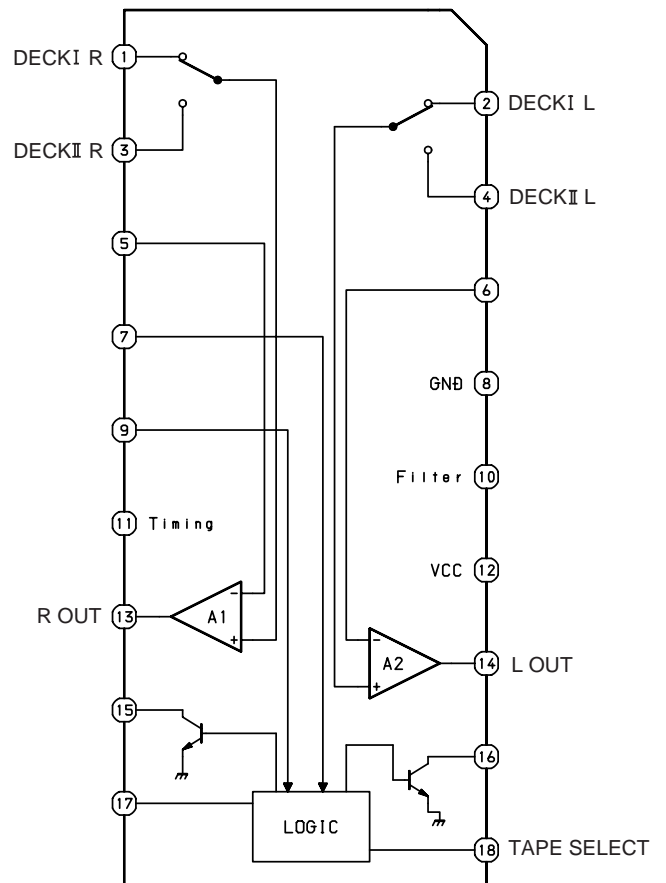 DECKI R
1
2
DECKI L
DECKII R
3
4
DECKII L
5
6
7
GND
8
9
Filter
10
11
Timing
VCC
12
R OUT
13
A1
-
+
-
A2
+
14
L OUT
15
16
17
LOGIC
18
TAPE SELECT